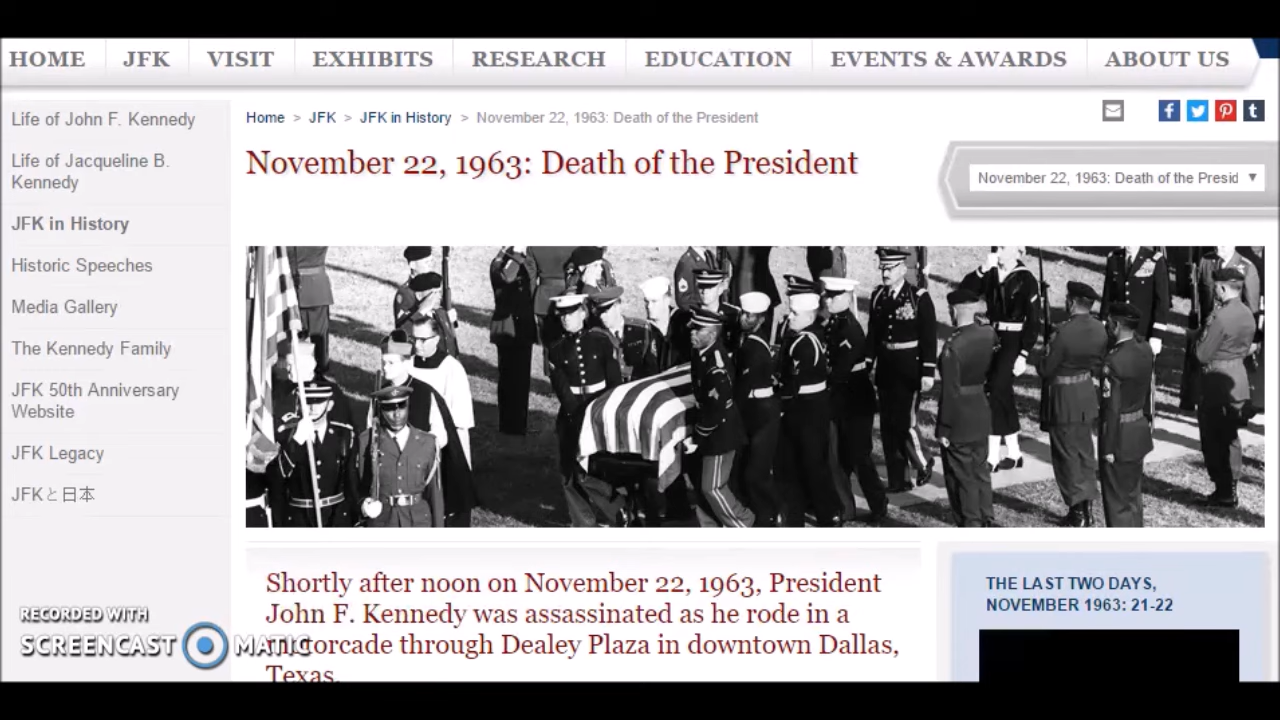 HOME JFK VISIT EXHIBITS RESEARCH EDUCATION EVENTS & AWARDS ABOUT US
Life of John F. Kennedy
Life of Jacqueline B.
Kennedy
JFK in History
Historic Speeches
Media Gallery
The Kennedy Family
JFK 50th Anniversary
Website
JFK Legacy
JFKと日本
Home > JFK > JFK in History > November 22, 1963: Death of the President
November 22, 1963: Death of the President
November 22, 1963: Death of the Presid
Shortly after noon on November 22, 1963, President
John F. Kennedy was assassinated as he rode in a
motorcade through Dealey Plaza in downtown Dallas,
Texas.
THE LAST TWO DAYS,
NOVEMBER 1963: 21-22
RECORDED WITH
SCREENCAST MATIC